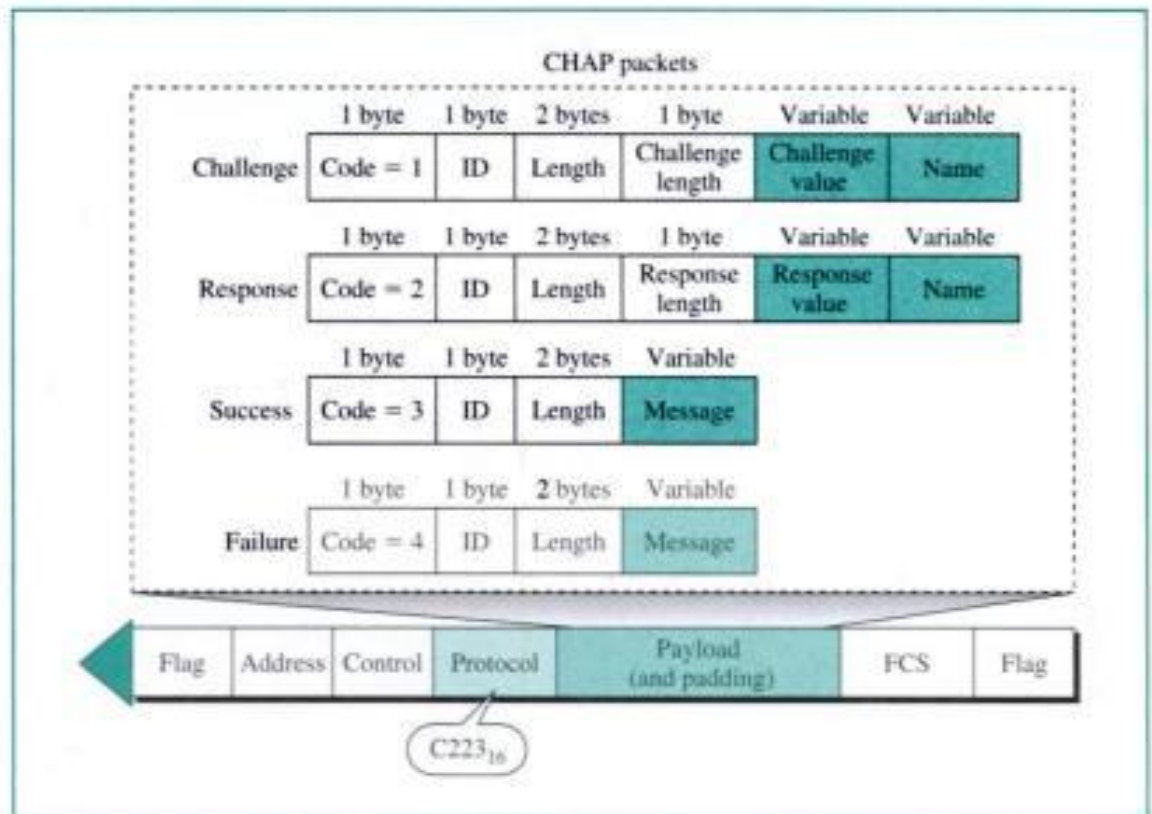 CHAP packets
1 byte 1 byte 2 bytes 1 byte Variable Variable
Challenge Code = 1 ID Length Challenge length Challenge value Name
1 byte 1 byte 2 bytes 1 byte Variable Variable
Response Code = 2 ID Length Response length Response value Name
1 byte 1 byte 2 bytes Variable
Success Code = 3 ID Length Message
1 byte 1 byte 2 bytes Variable
Failure Code = 4 ID Length Message
Flag Address Control Protocol Payload (and padding) FCS Flag
C223₁₆